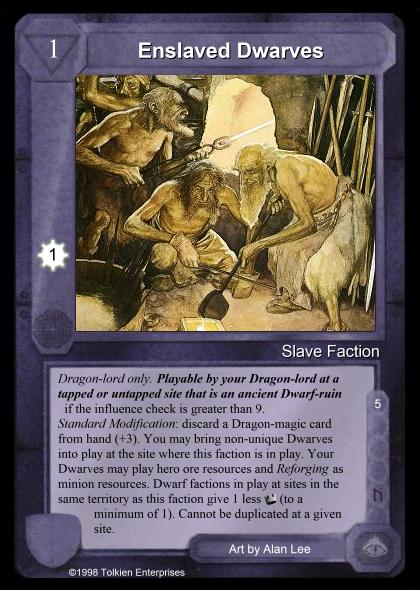 1
Enslaved Dwarves
1
Slave Faction
Dragon-lord only. Playable by your Dragon-lord at a
tapped or untapped site that is an ancient Dwarf-ruin
if the influence check is greater than 9.
Standard Modification: discard a Dragon-magic card
from hand (+3). You may bring non-unique Dwarves
into play at the site where this faction is in play. Your
Dwarves may play hero ore resources and Reforging as
minion resources. Dwarf factions in play at sites in the
same territory as this faction give 1 less (to a
minimum of 1). Cannot be duplicated at a given
site.
5
Art by Alan Lee
©1998 Tolkien Enterprises